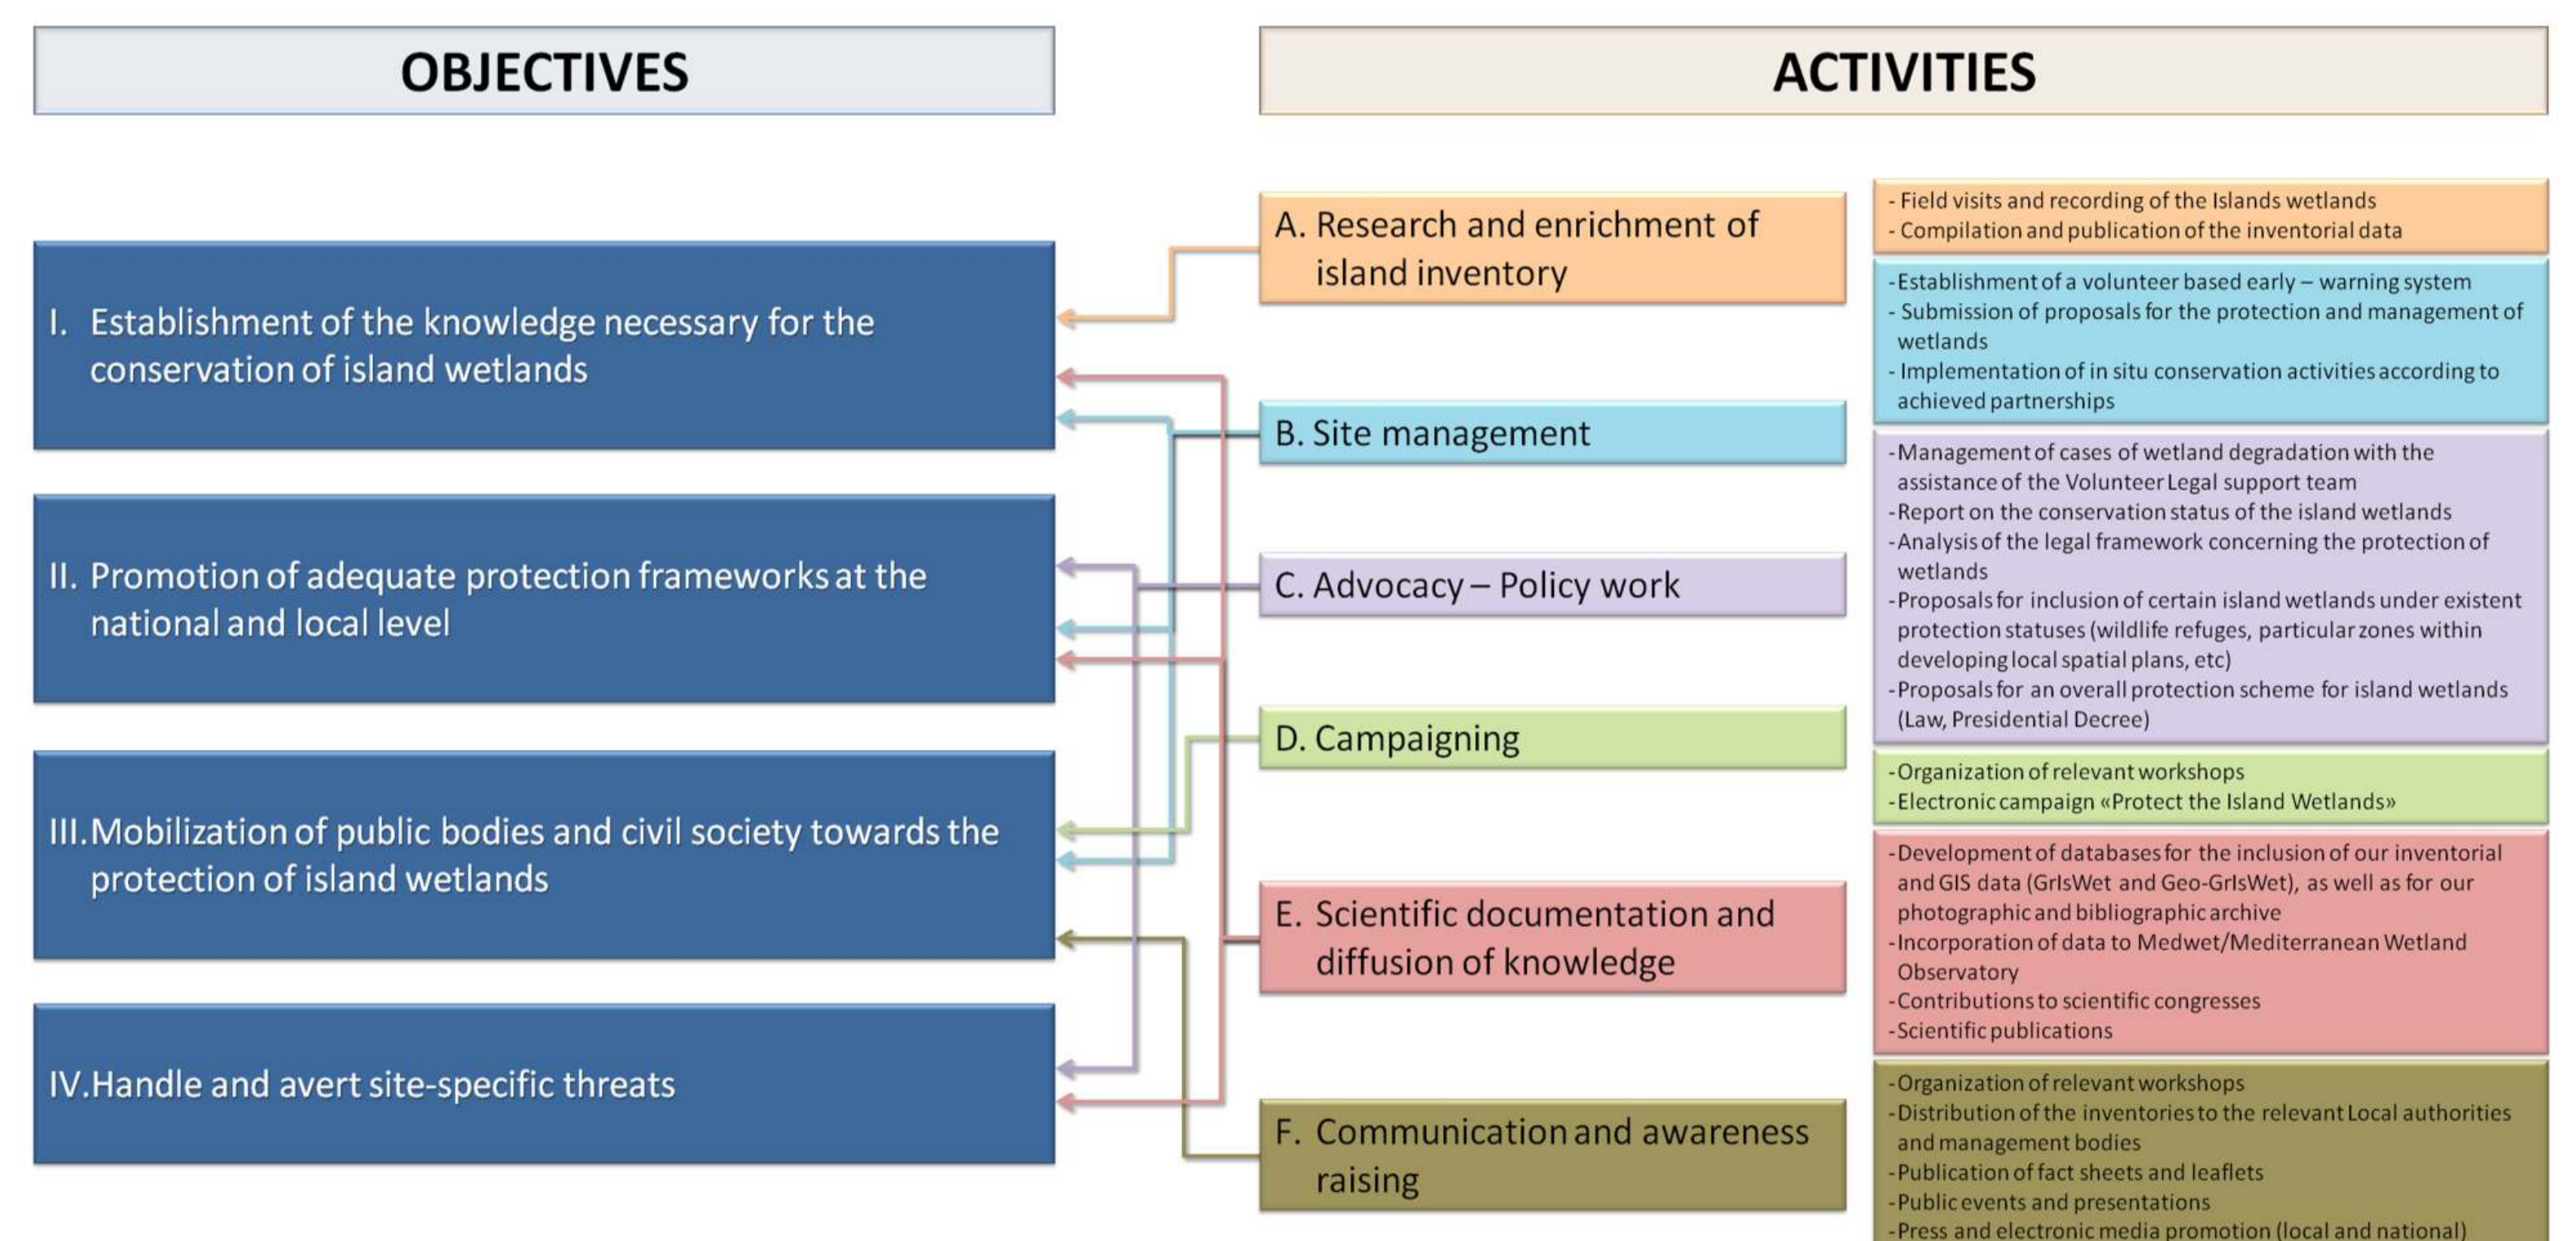 OBJECTIVES
ACTIVITIES
I. Establishment of the knowledge necessary for the
conservation of island wetlands
II. Promotion of adequate protection frameworks at the
national and local level
III. Mobilization of public bodies and civil society towards the
protection of island wetlands
IV. Handle and avert site-specific threats
A. Research and enrichment of
island inventory
B. Site management
C. Advocacy – Policy work
D. Campaigning
E. Scientific documentation and
diffusion of knowledge
F. Communication and awareness
raising
- Field visits and recording of the Islands wetlands
- Compilation and publication of the inventorial data
- Establishment of a volunteer based early – warning system
- Submission of proposals for the protection and management of
wetlands
- Implementation of in situ conservation activities according to
achieved partnerships
- Management of cases of wetland degradation with the
assistance of the Volunteer Legal support team
- Report on the conservation status of the island wetlands
- Analysis of the legal framework concerning the protection of
wetlands
- Proposals for inclusion of certain island wetlands under existent
protection statuses (wildlife refuges, particular zones within
developing local spatial plans, etc)
- Proposals for an overall protection scheme for island wetlands
(Law, Presidential Decree)
- Organization of relevant workshops
- Electronic campaign «Protect the Island Wetlands»
- Development of databases for the inclusion of our inventorial
and GIS data (GrIsWet and Geo-GrIsWet), as well as for our
photographic and bibliographic archive
- Incorporation of data to Medwet/Mediterranean Wetland
Observatory
- Contributions to scientific congresses
- Scientific publications
- Organization of relevant workshops
- Distribution of the inventories to the relevant Local authorities
and management bodies
- Publication of fact sheets and leaflets
- Public events and presentations
- Press and electronic media promotion (local and national)